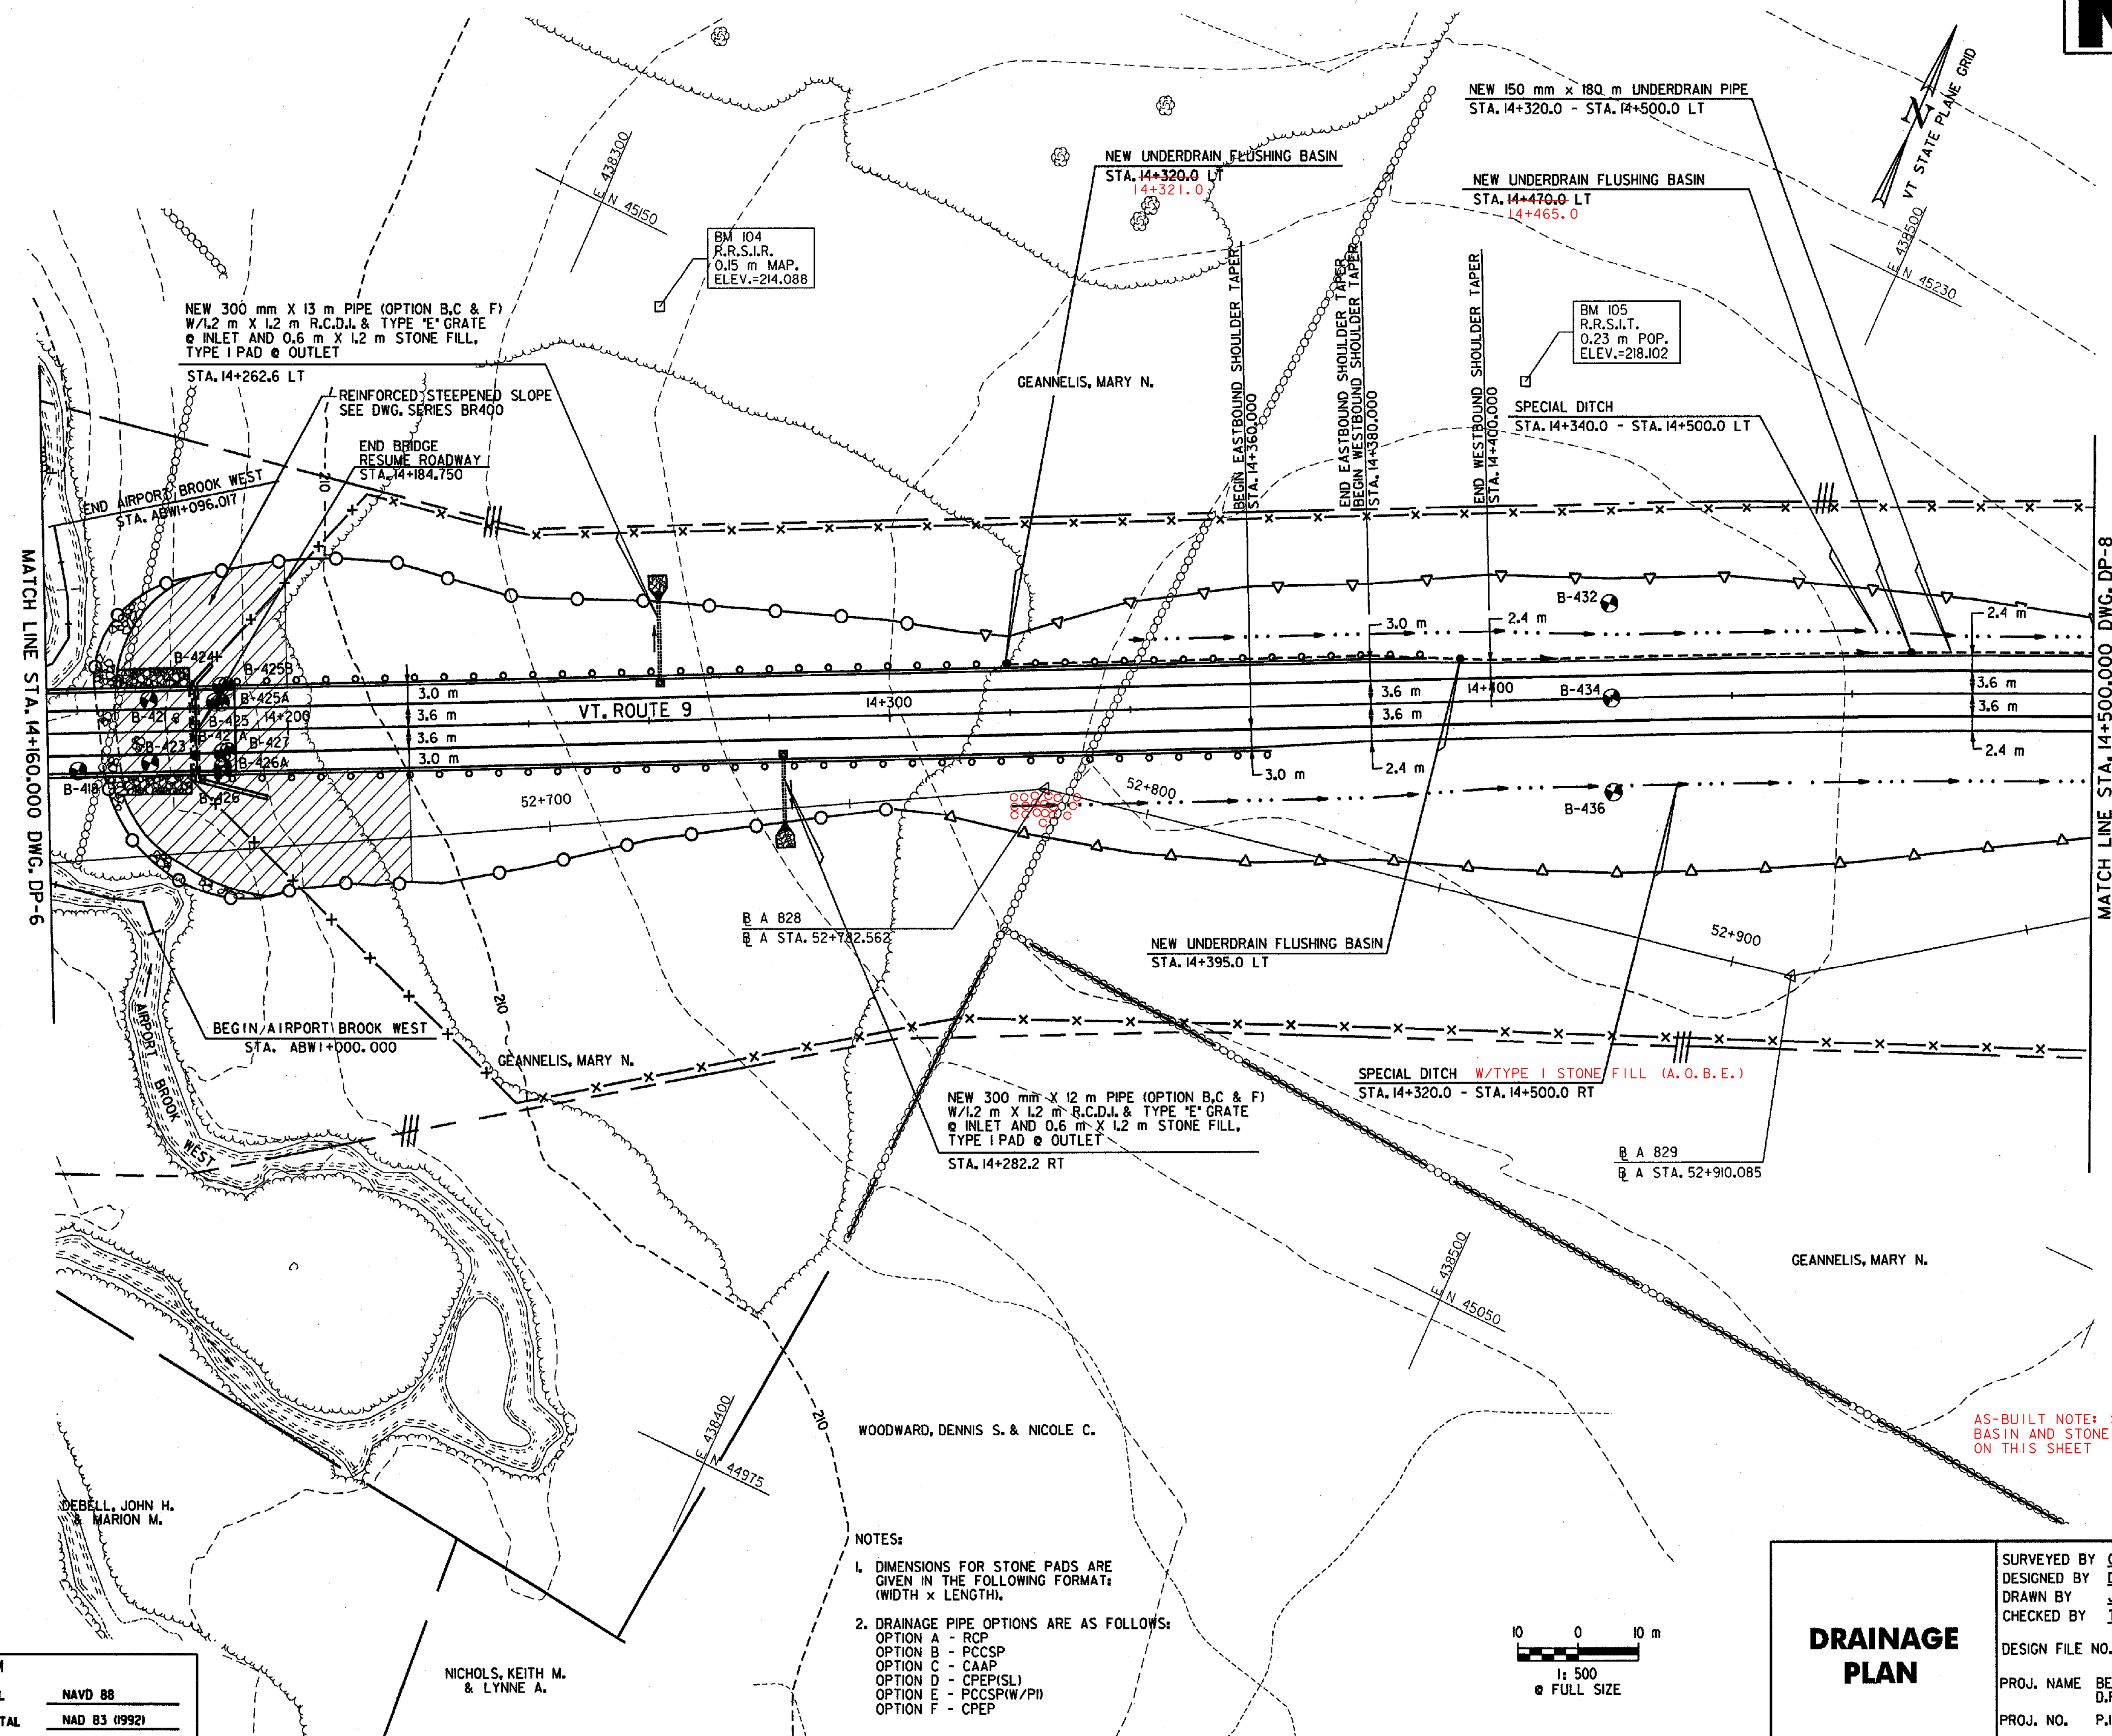 NEW 150 mm x 180 m UNDERDRAIN PIPE
STA. 14+320.0 - STA. 14+500.0 LT
VT STATE PLANE GRID
N
NEW UNDERDRAIN FLUSHING BASIN
STA. 14+320.0 LT
14+321.0
NEW UNDERDRAIN FLUSHING BASIN
STA. 14+470.0 LT
14+465.0
E 438300
N 45150
E 438500
N 45230
BM 104
R.R.S.I.R.
0.15 m MAP.
ELEV.=214.088
BM 105
R.R.S.I.T.
0.23 m POP.
ELEV.=218.102
NEW 300 mm X 13 m PIPE (OPTION B,C & F)
W/1.2 m X 1.2 m R.C.D.I. & TYPE "E" GRATE
@ INLET AND 0.6 m X 1.2 m STONE FILL,
TYPE I PAD @ OUTLET
STA. 14+262.6 LT
REINFORCED STEEPENED SLOPE
SEE DWG. SERIES BR400
END BRIDGE
RESUME ROADWAY
STA. 14+184.750
END AIRPORT BROOK WEST
STA. ABW1+096.017
210
GEANNELIS, MARY N.
BEGIN EASTBOUND SHOULDER TAPER
STA. 14+360.000
END EASTBOUND SHOULDER TAPER
BEGIN WESTBOUND SHOULDER TAPER
STA. 14+380.000
END WESTBOUND SHOULDER TAPER
STA. 14+400.000
SPECIAL DITCH
STA. 14+340.0 - STA. 14+500.0 LT
MATCH LINE STA. 14+160.000 DWG. DP-6
MATCH LINE STA. 14+500.000 DWG. DP-8
B-432
2.4 m
3.0 m
2.4 m
B-424
B-425B
B-425A
B-421
B-425
14+200
B-423
B-427
B-426A
B-418
B-426
3.0 m
3.6 m
3.6 m
3.0 m
VT. ROUTE 9
14+300
3.6 m
3.6 m
14+400
B-434
3.6 m
3.6 m
3.0 m
2.4 m
2.4 m
52+700
52+800
B-436
52+900
B̲L̲ A 828
B̲L̲ A STA. 52+782.562
NEW UNDERDRAIN FLUSHING BASIN
STA. 14+395.0 LT
210
BEGIN AIRPORT BROOK WEST
STA. ABW1+000.000
AIRPORT BROOK WEST
GEANNELIS, MARY N.
SPECIAL DITCH W/TYPE I STONE FILL (A.O.B.E.)
STA. 14+320.0 - STA. 14+500.0 RT
NEW 300 mm X 12 m PIPE (OPTION B,C & F)
W/1.2 m X 1.2 m R.C.D.I. & TYPE "E" GRATE
@ INLET AND 0.6 m X 1.2 m STONE FILL,
TYPE I PAD @ OUTLET
STA. 14+282.2 RT
B̲L̲ A 829
B̲L̲ A STA. 52+910.085
GEANNELIS, MARY N.
E 438500
N 45050
E 438400
N 44975
210
WOODWARD, DENNIS S. & NICOLE C.
AS-BUILT NOTE:
BASIN AND STONE
ON THIS SHEET
DEBELL, JOHN H.
& MARION M.
NICHOLS, KEITH M.
& LYNNE A.
NOTES:
1. DIMENSIONS FOR STONE PADS ARE
GIVEN IN THE FOLLOWING FORMAT:
(WIDTH x LENGTH).
2. DRAINAGE PIPE OPTIONS ARE AS FOLLOWS:
OPTION A - RCP
OPTION B - PCCSP
OPTION C - CAAP
OPTION D - CPEP(SL)
OPTION E - PCCSP(W/PI)
OPTION F - CPEP
10 0 10 m
1: 500
@ FULL SIZE
NAVD 88
NAD 83 (1992)
DRAINAGE
PLAN
SURVEYED BY
DESIGNED BY
DRAWN BY
CHECKED BY
DESIGN FILE NO.
PROJ. NAME
PROJ. NO.